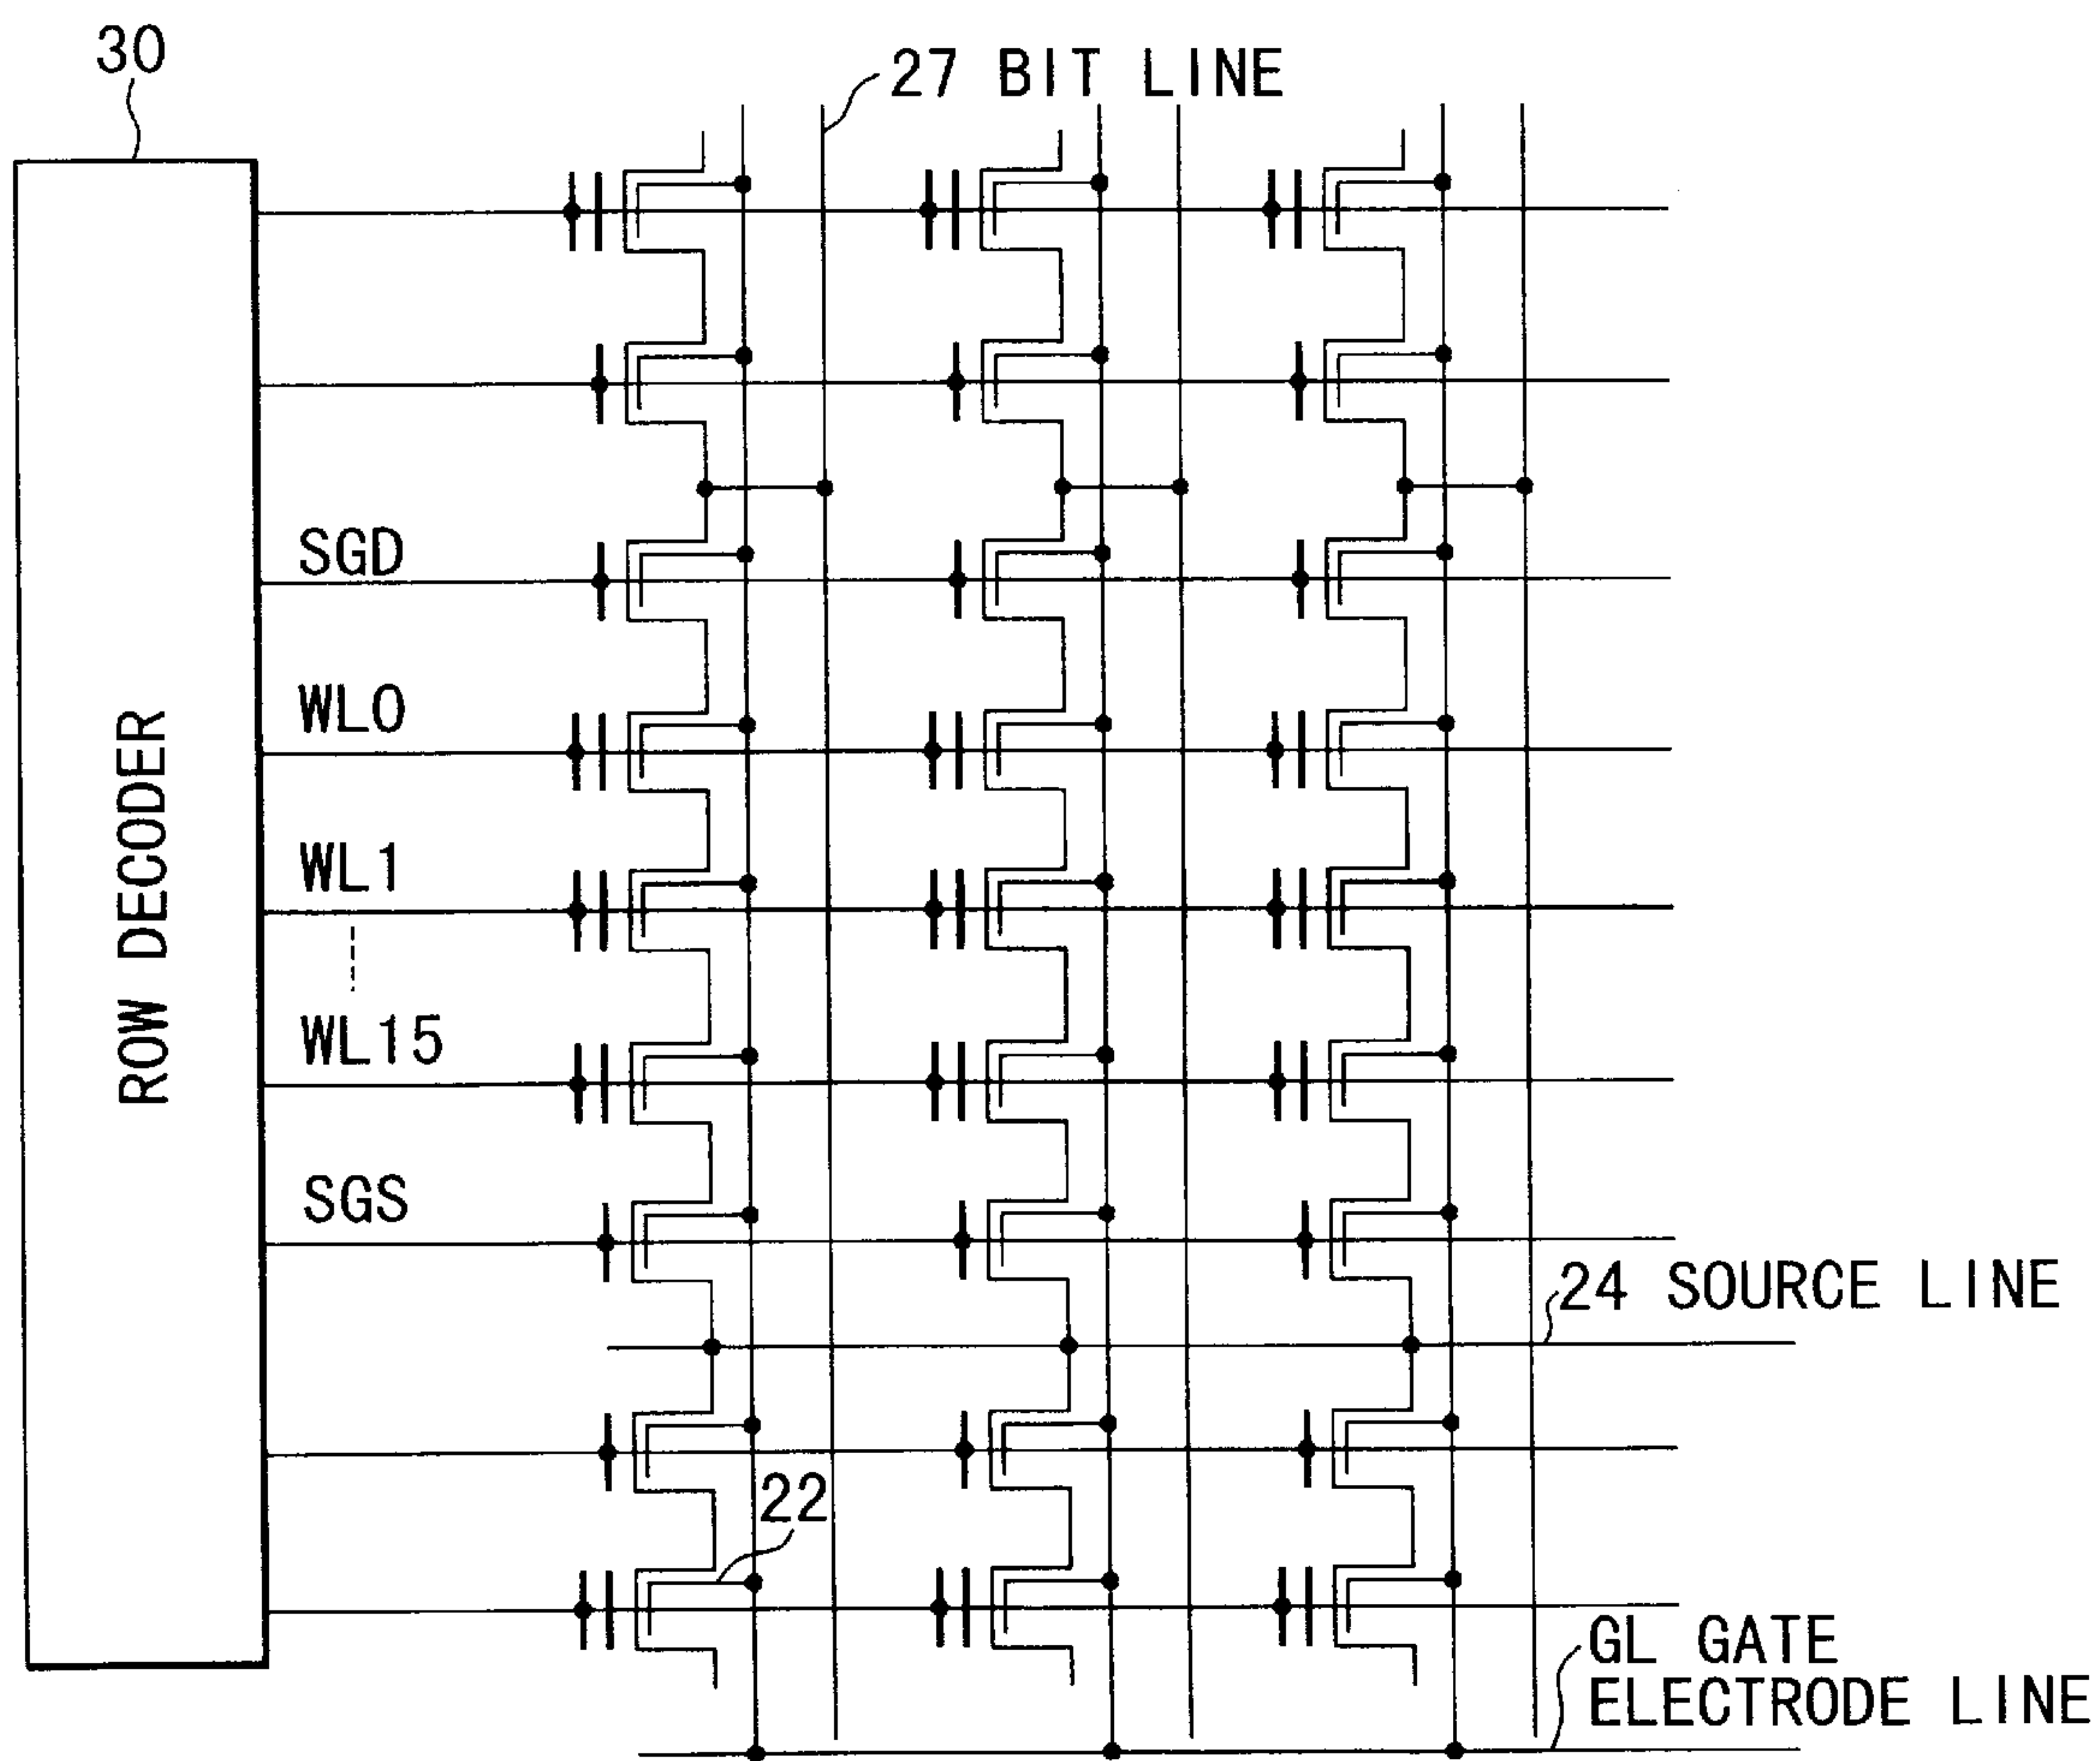 30
27 BIT LINE
SGD
WL0
WL1
WL15
SGS
ROW DECODER
24 SOURCE LINE
22
GL GATE
ELECTRODE LINE